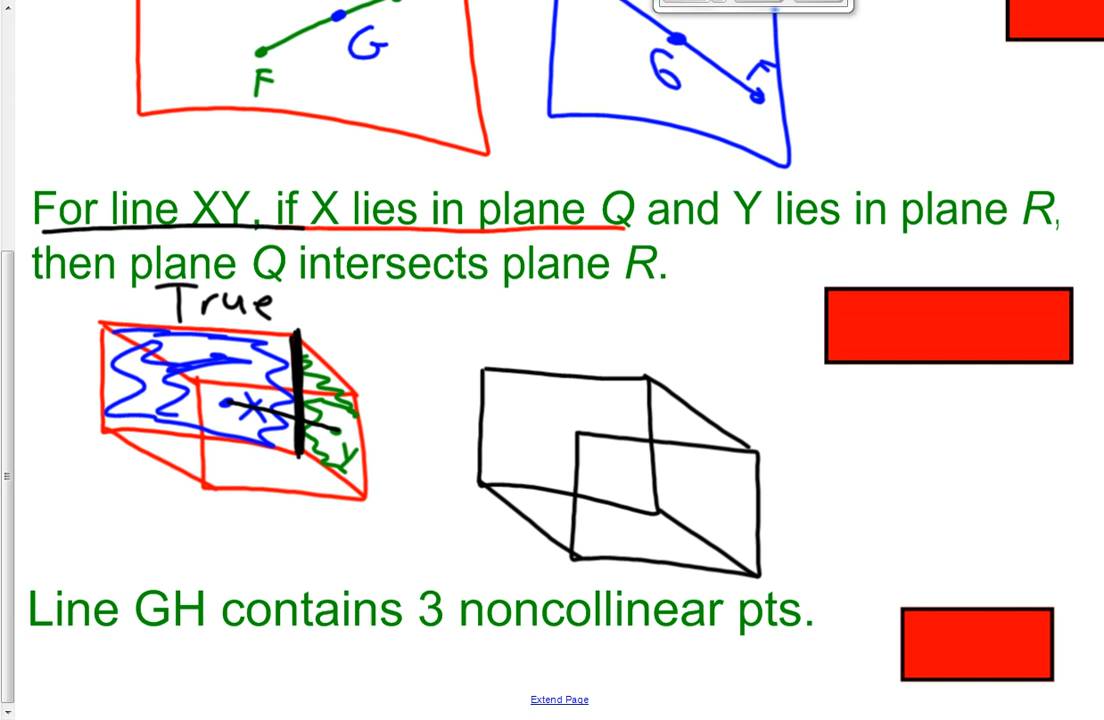 G
F
G
F
For line XY, if X lies in plane Q and Y lies in plane R,
then plane Q intersects plane R.
True
X
Y
Line GH contains 3 noncollinear pts.
Extend Page